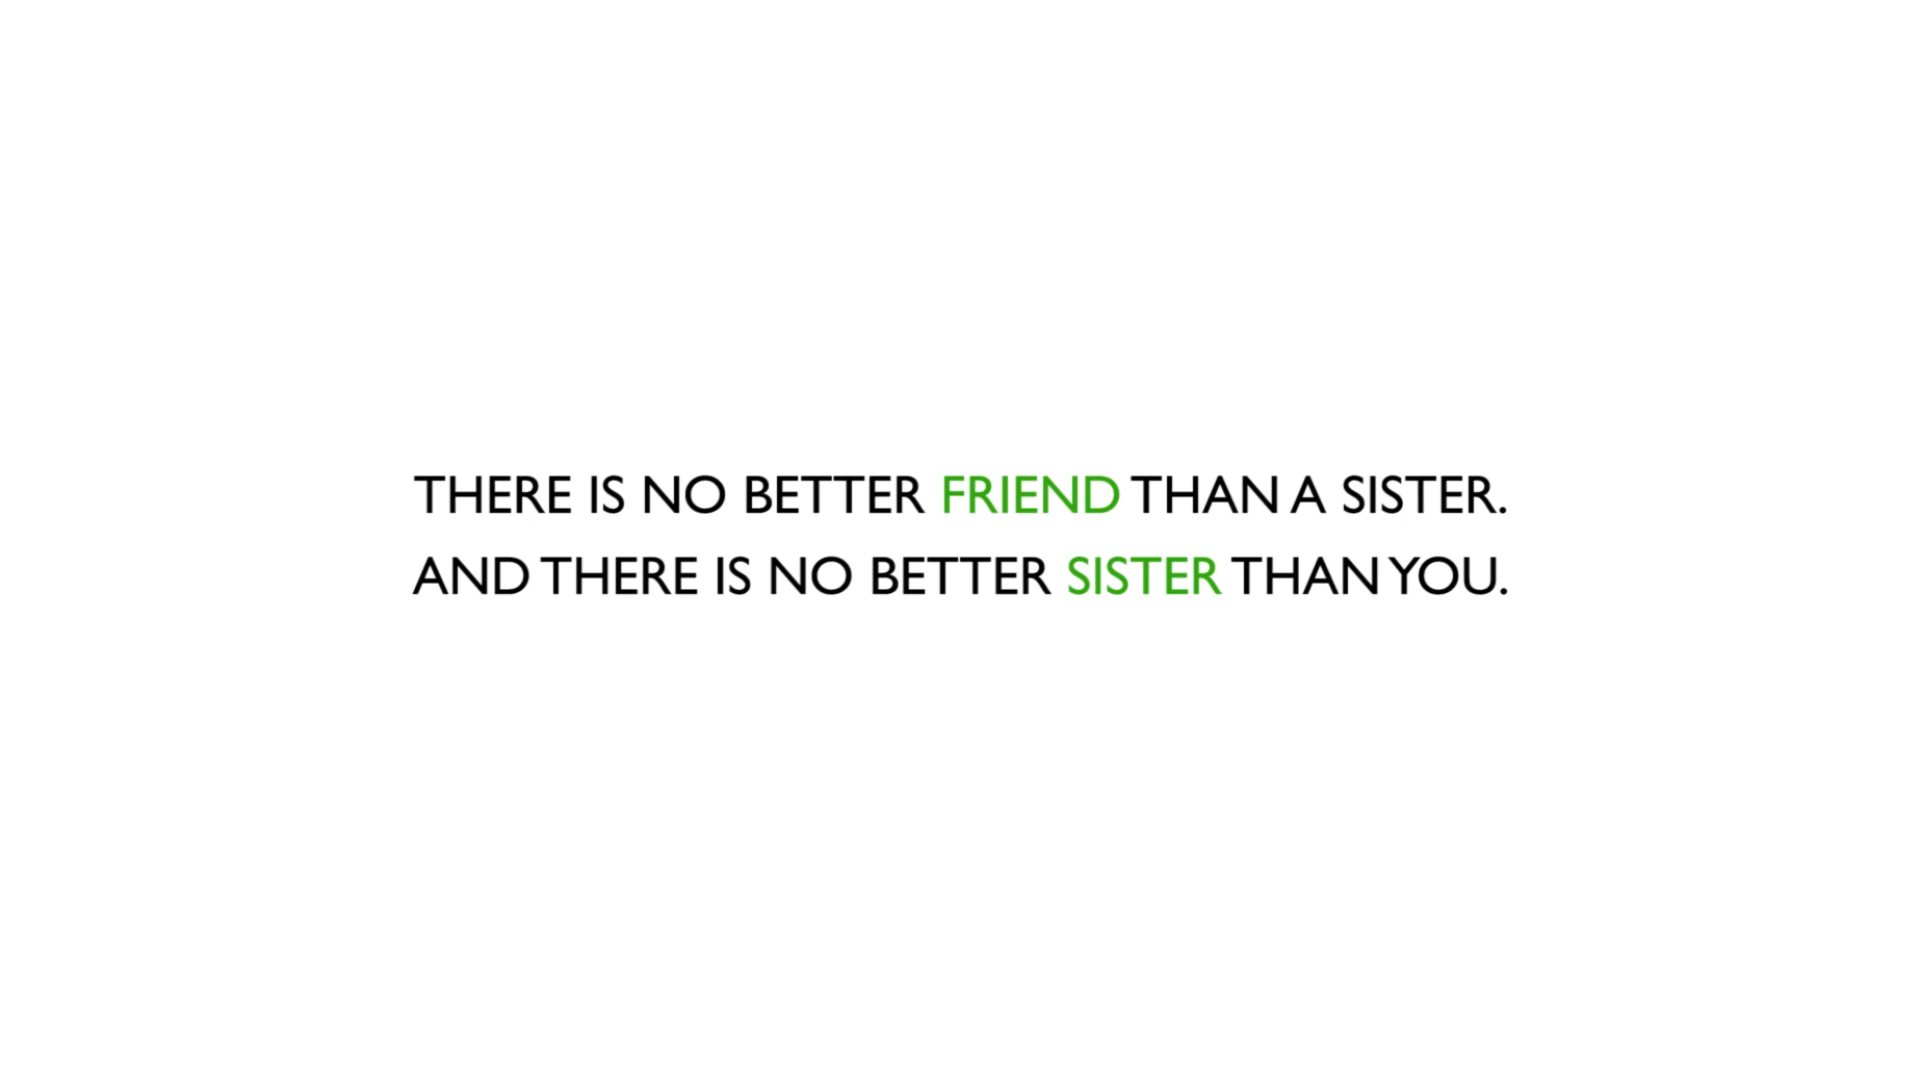 THERE IS NO BETTER FRIEND THAN A SISTER.
AND THERE IS NO BETTER SISTER THAN YOU.